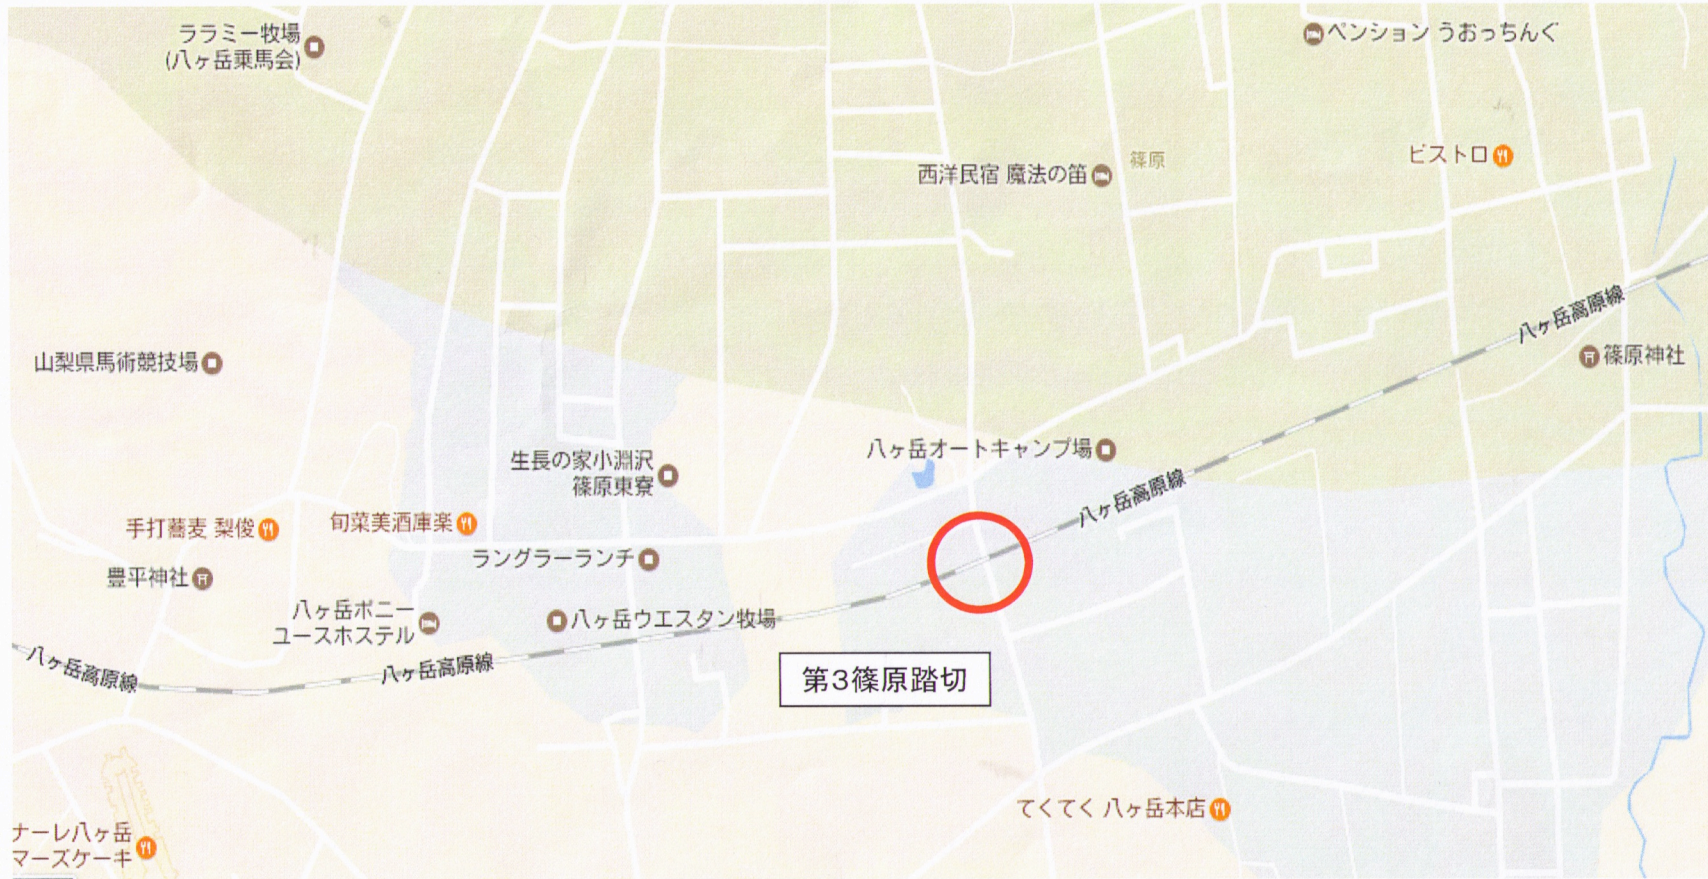 ララミー牧場
(八ヶ岳乗馬会)
ペンション うおっちんぐ
ビストロ
西洋民宿 魔法の笛
篠原
八ヶ岳高原線
篠原神社
山梨県馬術競技場
八ヶ岳オートキャンプ場
生長の家小淵沢
篠原東寮
八ヶ岳高原線
手打蕎麦 梨俊
旬菜美酒庫楽
ラングラーランチ
豊平神社
八ヶ岳ポニー
ユースホステル
八ヶ岳ウエスタン牧場
八ヶ岳高原線
八ヶ岳高原線
第3篠原踏切
てくてく 八ヶ岳本店
ナーレ八ヶ岳
マーズケーキ